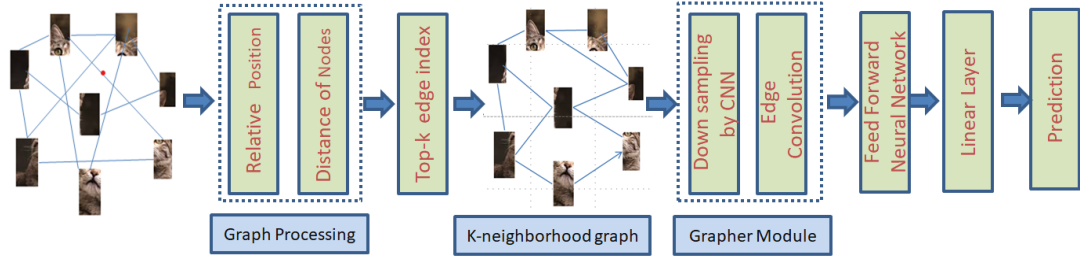 Relative Position
Distance of Nodes
Top-k edge index
Down sampling
by CNN
Edge
Convolution
Feed Forward
Neural Network
Linear Layer
Prediction
Graph Processing
K-neighborhood graph
Grapher Module